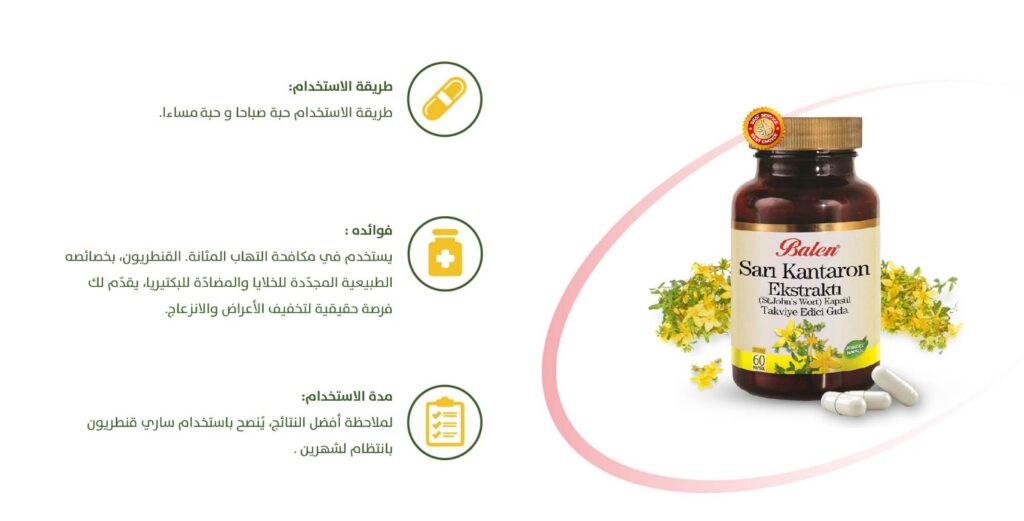 طريقة الاستخدام:
طريقة الاستخدام حبة صباحا و حبة مساءا.
فوائده :
يستخدم في مكافحة التهاب المثانة. القنطريون، بخصائصه
الطبيعية المجدّدة للخلايا والمضادّة للبكتيريا، يقدّم لك
فرصة حقيقية لتخفيف الأعراض والانزعاج.
مدة الاستخدام:
لملاحظة أفضل النتائج، يُنصح باستخدام ساري قنطريون
بانتظام لشهرين .
Balen®
Sarı Kantaron
Ekstraktı
(St.John's Wort) Kapsül
Takviye Edici Gıda
60